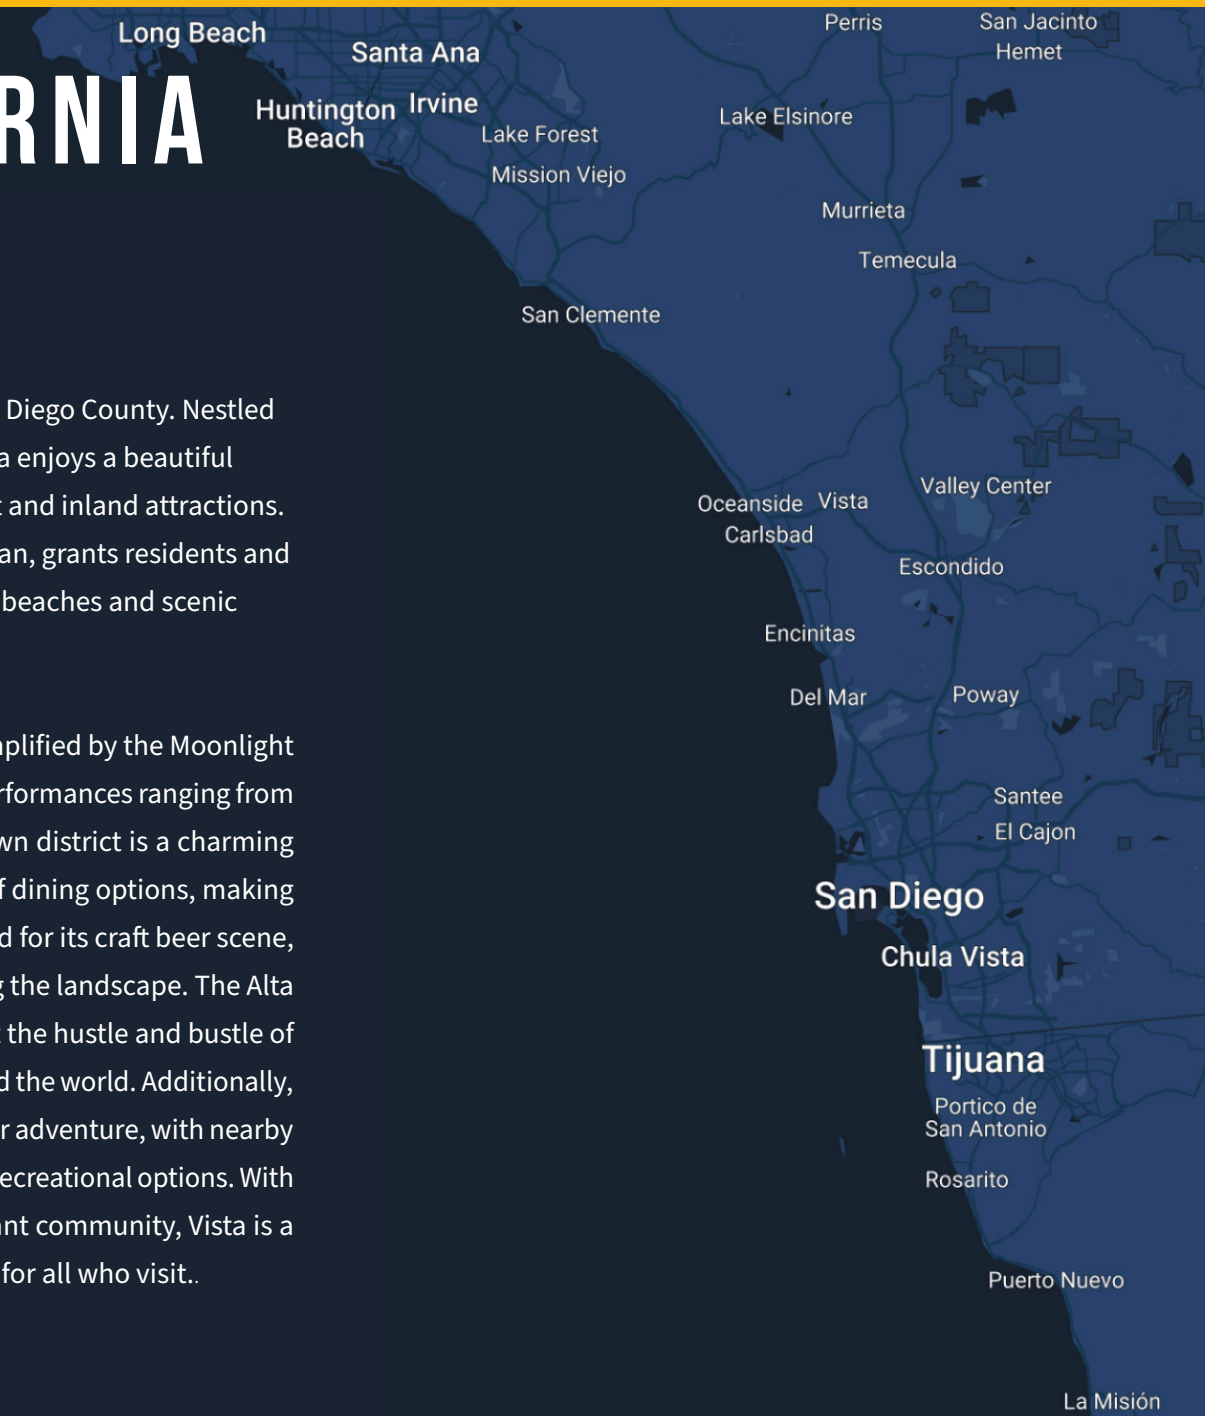 RNIA
Diego County. Nestled
a enjoys a beautiful
t and inland attractions.
an, grants residents and
beaches and scenic
nplified by the Moonlight
rformances ranging from
wn district is a charming
f dining options, making
d for its craft beer scene,
g the landscape. The Alta
t the hustle and bustle of
d the world. Additionally,
r adventure, with nearby
ecreational options. With
ant community, Vista is a
for all who visit..
Long Beach
Santa Ana
Huntington
Beach
Irvine
Lake Forest
Mission Viejo
San Clemente
Perris
San Jacinto
Hemet
Lake Elsinore
Murrieta
Temecula
Oceanside
Vista
Valley Center
Carlsbad
Escondido
Encinitas
Del Mar
Poway
Santee
El Cajon
San Diego
Chula Vista
Tijuana
Portico de
San Antonio
Rosarito
Puerto Nuevo
La Misión